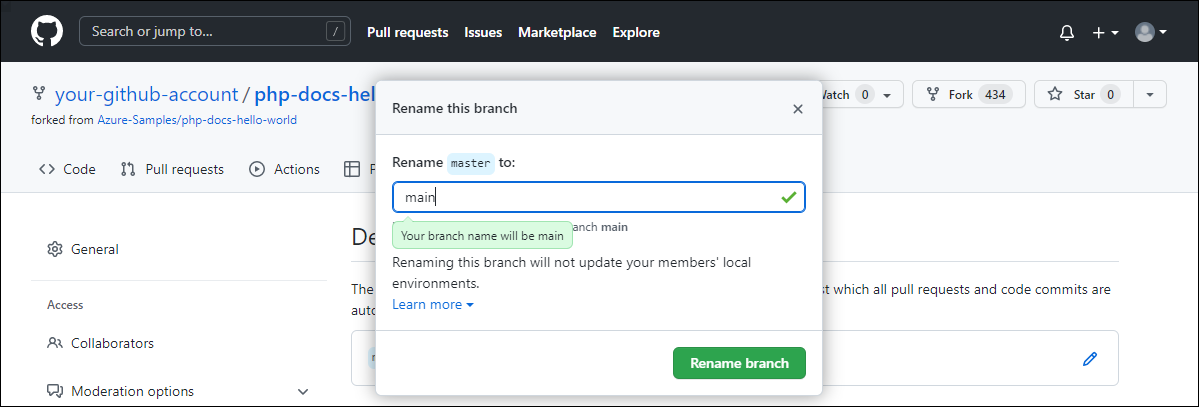 Search or jump to... /
Pull requests Issues Marketplace Explore
your-github-account / php-docs-hel
Watch 0 Fork 434 Star 0
forked from Azure-Samples/php-docs-hello-world
Code Pull requests Actions
Rename this branch
Rename master to:
main
Your branch name will be main
anch main
Renaming this branch will not update your members' local
environments.
Learn more
Rename branch
General
Access
Collaborators
Moderation options
De
The
st which all pull requests and code commits are
auto